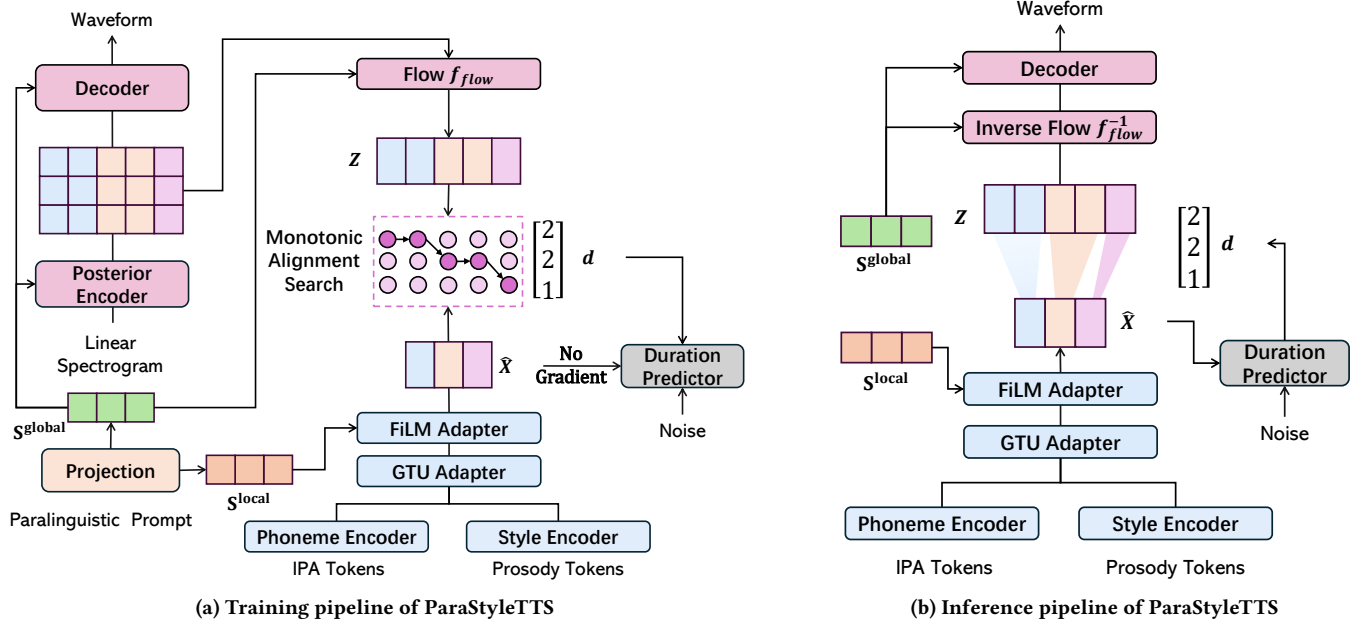 Waveform
Decoder
Posterior
Encoder
Linear
Spectrogram
S^global
Projection
Paralinguistic Prompt
S^local
Flow f_flow
Z
Monotonic
Alignment
Search
2
2
1
d
X̂
No
Gradient
Duration
Predictor
Noise
FiLM Adapter
GTU Adapter
Phoneme Encoder
Style Encoder
IPA Tokens
Prosody Tokens
(a) Training pipeline of ParaStyleTTS
Waveform
Decoder
Inverse Flow f_flow^-1
Z
S^global
2
2
1
d
X̂
S^local
Duration
Predictor
Noise
FiLM Adapter
GTU Adapter
Phoneme Encoder
Style Encoder
IPA Tokens
Prosody Tokens
(b) Inference pipeline of ParaStyleTTS